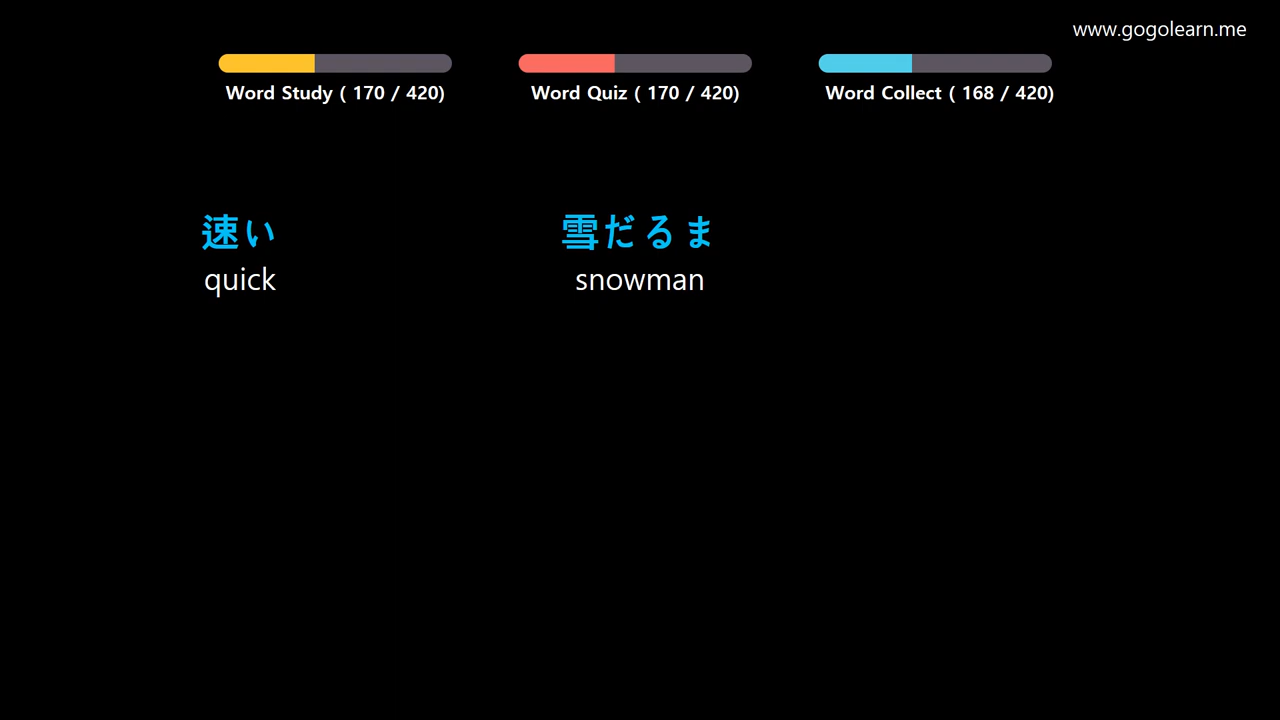 www.gogolearn.me
Word Study ( 170 / 420)
Word Quiz ( 170 / 420)
Word Collect ( 168 / 420)
速い
quick
雪だるま
snowman